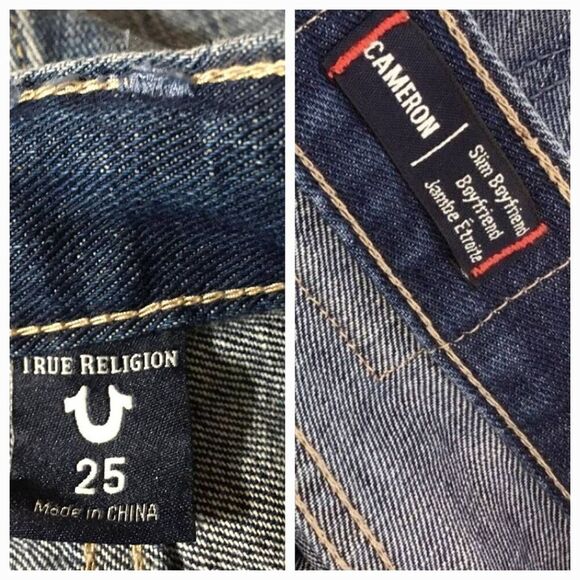 TRUE RELIGION
25
Made in CHINA
CAMERON
Slim Boyfriend
Boyfriend
Jambe Étroite